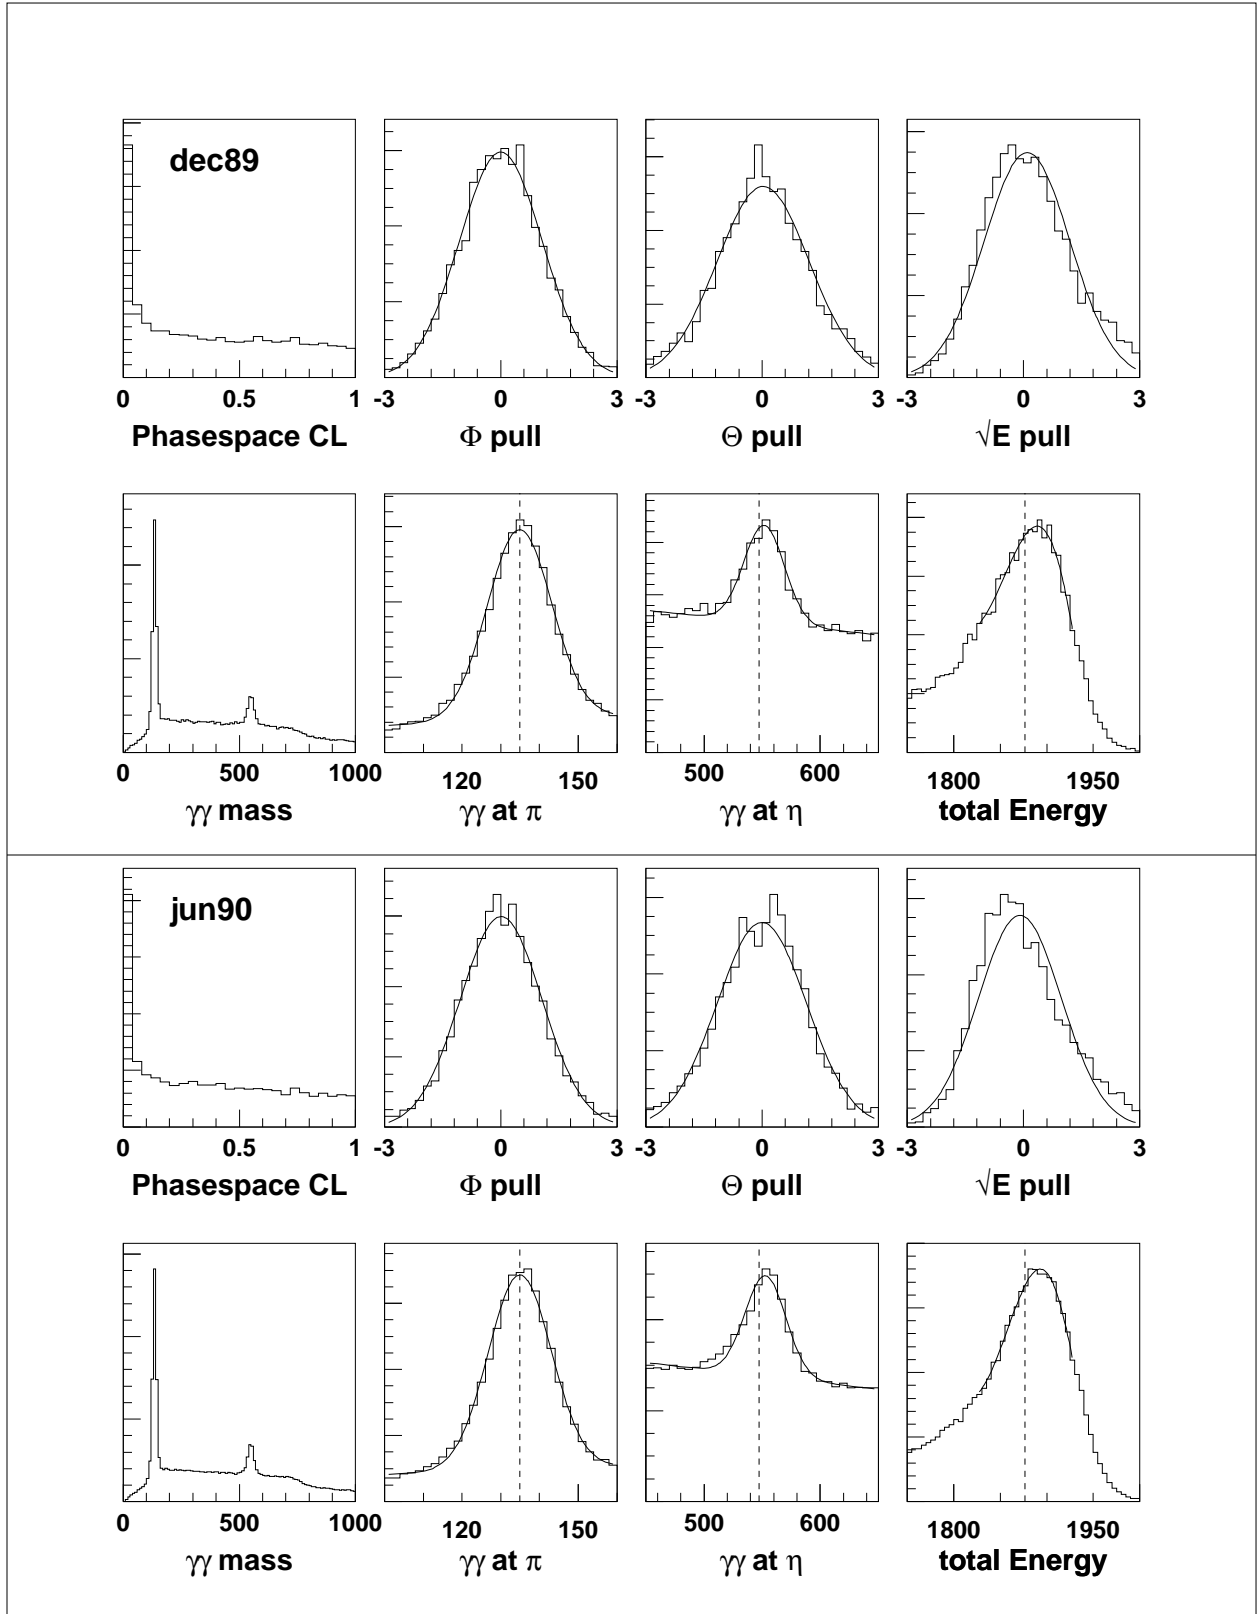 dec89
0 0.5 1 -3 0 3 -3 0 3 -3 0 3
Phasespace CL Φ pull Θ pull √E pull
0 500 1000 120 150 500 600 1800 1950
γγ mass γγ at π γγ at η total Energy
jun90
0 0.5 1 -3 0 3 -3 0 3 -3 0 3
Phasespace CL Φ pull Θ pull √E pull
0 500 1000 120 150 500 600 1800 1950
γγ mass γγ at π γγ at η total Energy